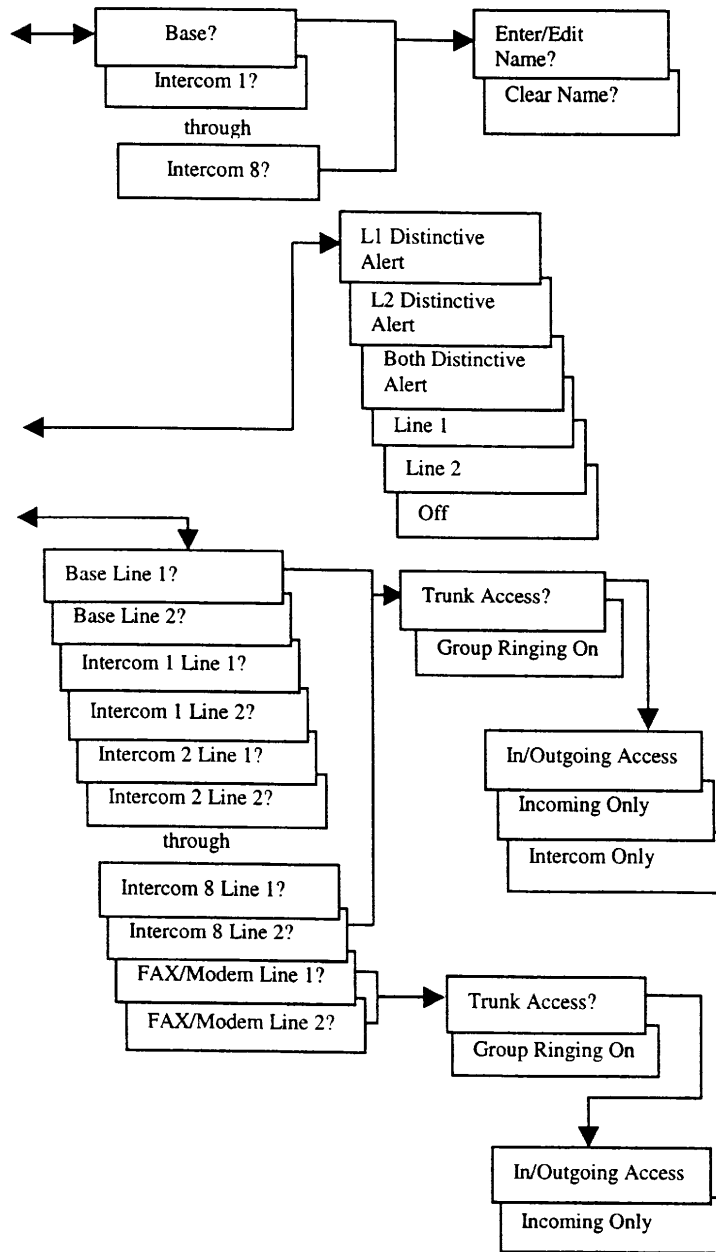 Base?
Intercom 1?
through
Intercom 8?
Enter/Edit
Name?
Clear Name?
L1 Distinctive
Alert
L2 Distinctive
Alert
Both Distinctive
Alert
Line 1
Line 2
Off
Base Line 1?
Base Line 2?
Intercom 1 Line 1?
Intercom 1 Line 2?
Intercom 2 Line 1?
Intercom 2 Line 2?
through
Intercom 8 Line 1?
Intercom 8 Line 2?
FAX/Modem Line 1?
FAX/Modem Line 2?
Trunk Access?
Group Ringing On
In/Outgoing Access
Incoming Only
Intercom Only
Trunk Access?
Group Ringing On
In/Outgoing Access
Incoming Only